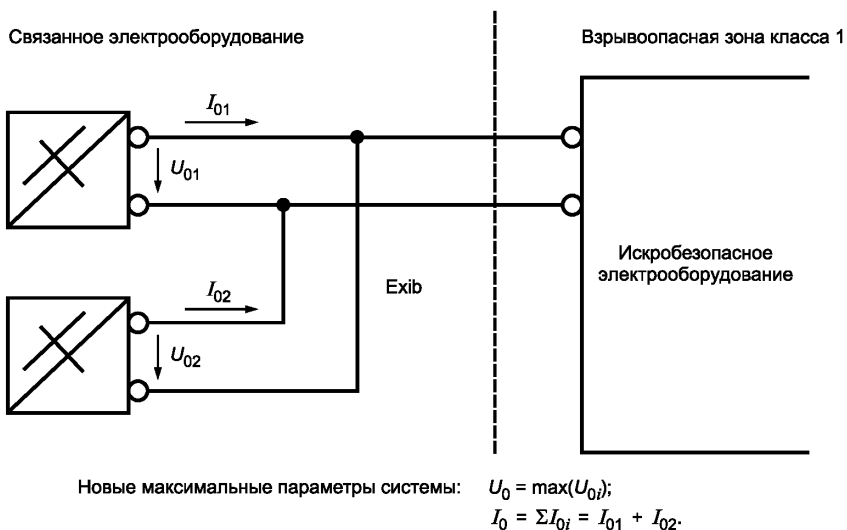 Связанное электрооборудование
Взрывоопасная зона класса 1
I01
U01
Искробезопасное
электрооборудование
I02
Exib
U02
Новые максимальные параметры системы: U0 = max(U0i);
I0 = ΣI0i = I01 + I02.